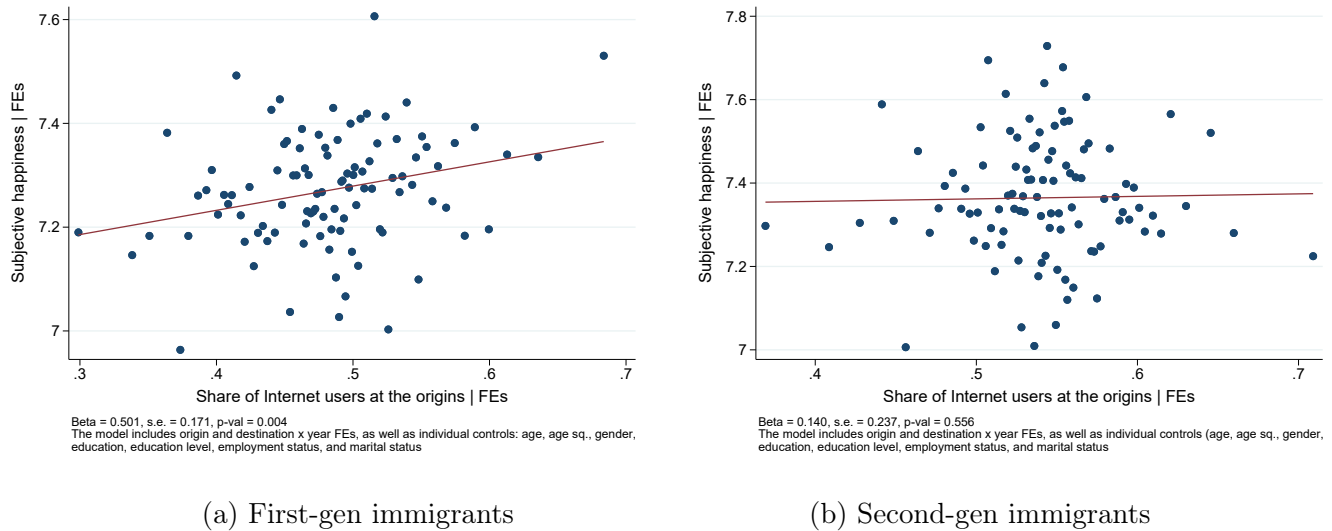 7.6
7.4
7.2
7
Subjective happiness | FEs
.3 .4 .5 .6 .7
Share of Internet users at the origins | FEs
Beta = 0.501, s.e. = 0.171, p-val = 0.004
The model includes origin and destination x year FEs, as well as individual controls: age, age sq., gender,
education, education level, employment status, and marital status
(a) First-gen immigrants
7.8
7.6
7.4
7.2
7
Subjective happiness | FEs
.4 .5 .6 .7
Share of Internet users at the origins | FEs
Beta = 0.140, s.e. = 0.237, p-val = 0.556
The model includes origin and destination x year FEs, as well as individual controls (age, age sq., gender,
education, education level, employment status, and marital status
(b) Second-gen immigrants